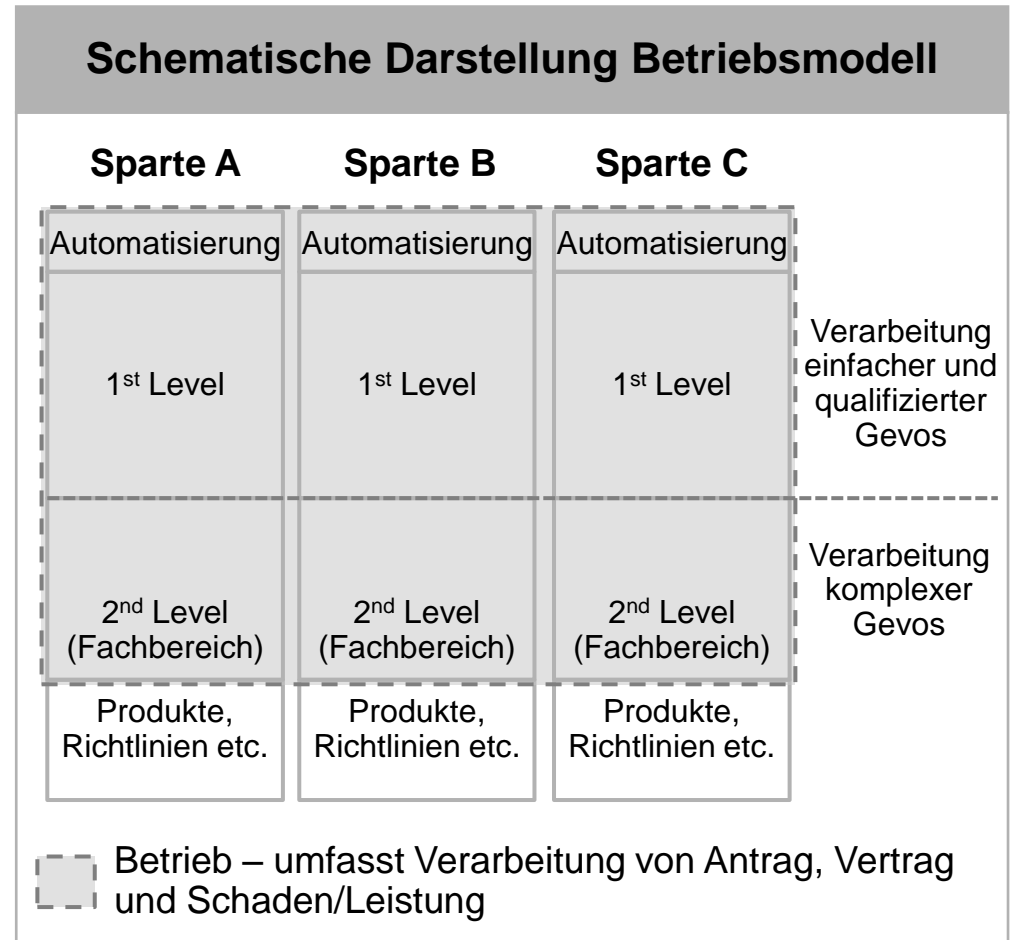 Schematische Darstellung Betriebsmodell
Sparte A Sparte B Sparte C
Automatisierung Automatisierung Automatisierung
1st Level 1st Level 1st Level
Verarbeitung
einfacher und
qualifizierter
Gevos
2nd Level
(Fachbereich)
2nd Level
(Fachbereich)
2nd Level
(Fachbereich)
Verarbeitung
komplexer
Gevos
Produkte,
Richtlinien etc.
Produkte,
Richtlinien etc.
Produkte,
Richtlinien etc.
Betrieb – umfasst Verarbeitung von Antrag, Vertrag
und Schaden/Leistung